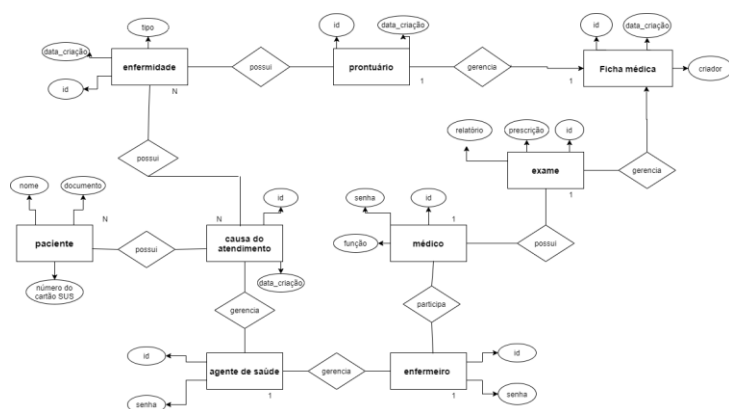 tipo
id
data_criação
id
data_criação
data_criação
enfermidade
possui
prontuário
gerencia
Ficha médica
criador
id
N
1
1
relatório
prescrição
id
possui
exame
gerencia
1
nome
documento
id
senha
id
N
N
1
função
paciente
possui
causa do
atendimento
médico
possui
número do
cartão SUS
data_criação
gerencia
participa
id
id
agente de saúde
gerencia
enfermeiro
senha
1
1
senha